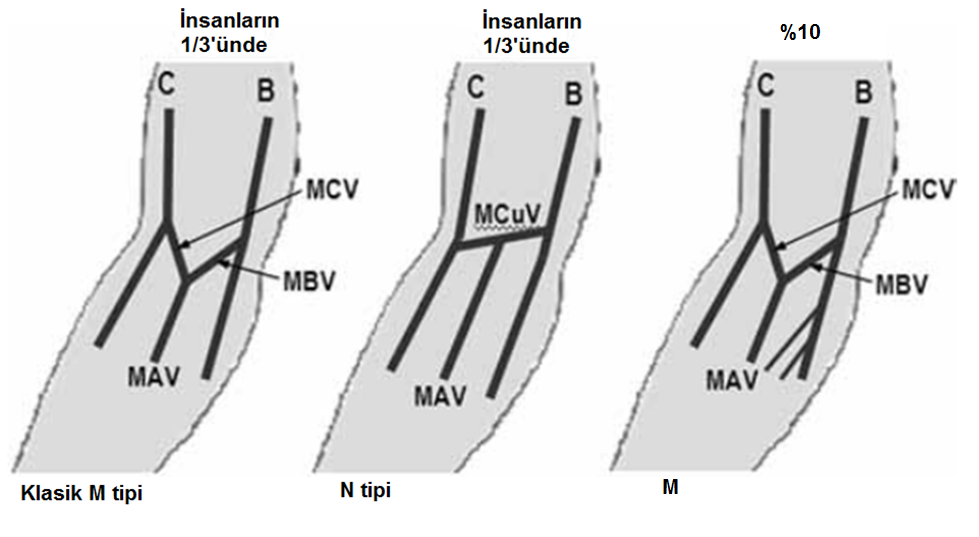 İnsanların
1/3'ünde
C
B
MCV
MBV
MAV
Klasik M tipi
İnsanların
1/3'ünde
C
B
MCuV
MAV
N tipi
%10
C
B
MCV
MBV
MAV
M